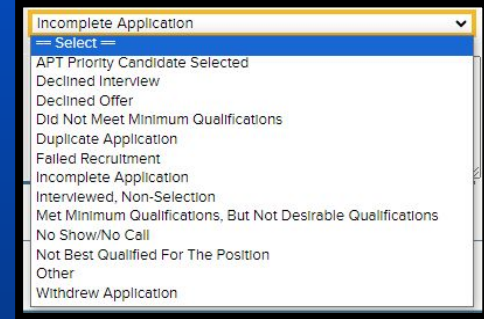 Incomplete Application
== Select ==
APT Priority Candidate Selected
Declined Interview
Declined Offer
Did Not Meet Minimum Qualifications
Duplicate Application
Failed Recruitment
Incomplete Application
Interviewed, Non-Selection
Met Minimum Qualifications, But Not Desirable Qualifications
No Show/No Call
Not Best Qualified For The Position
Other
Withdrew Application